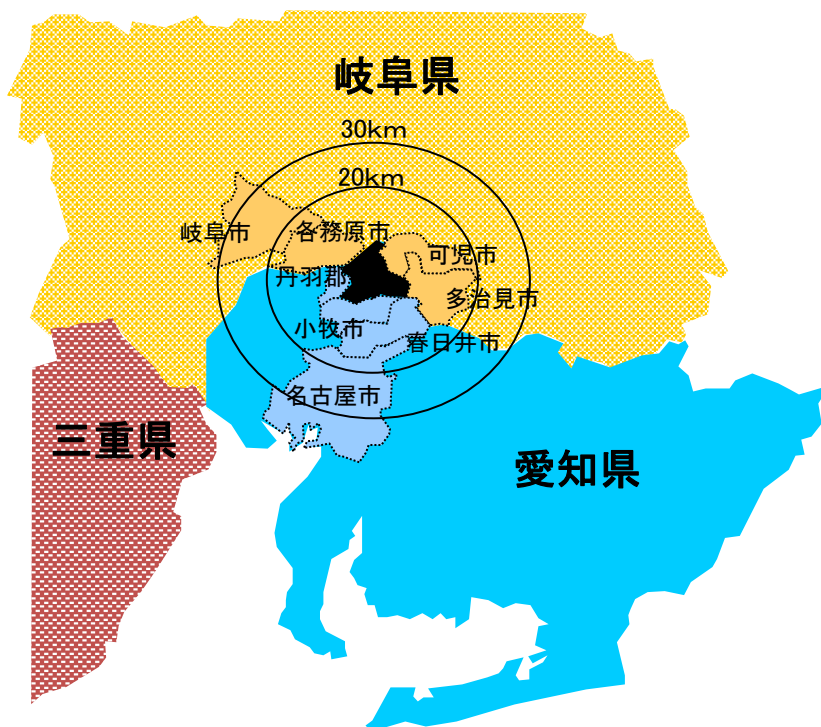 岐阜県
30km
20km
岐阜市
各務原市
可児市
丹羽郡
多治見市
小牧市
春日井市
名古屋市
三重県
愛知県